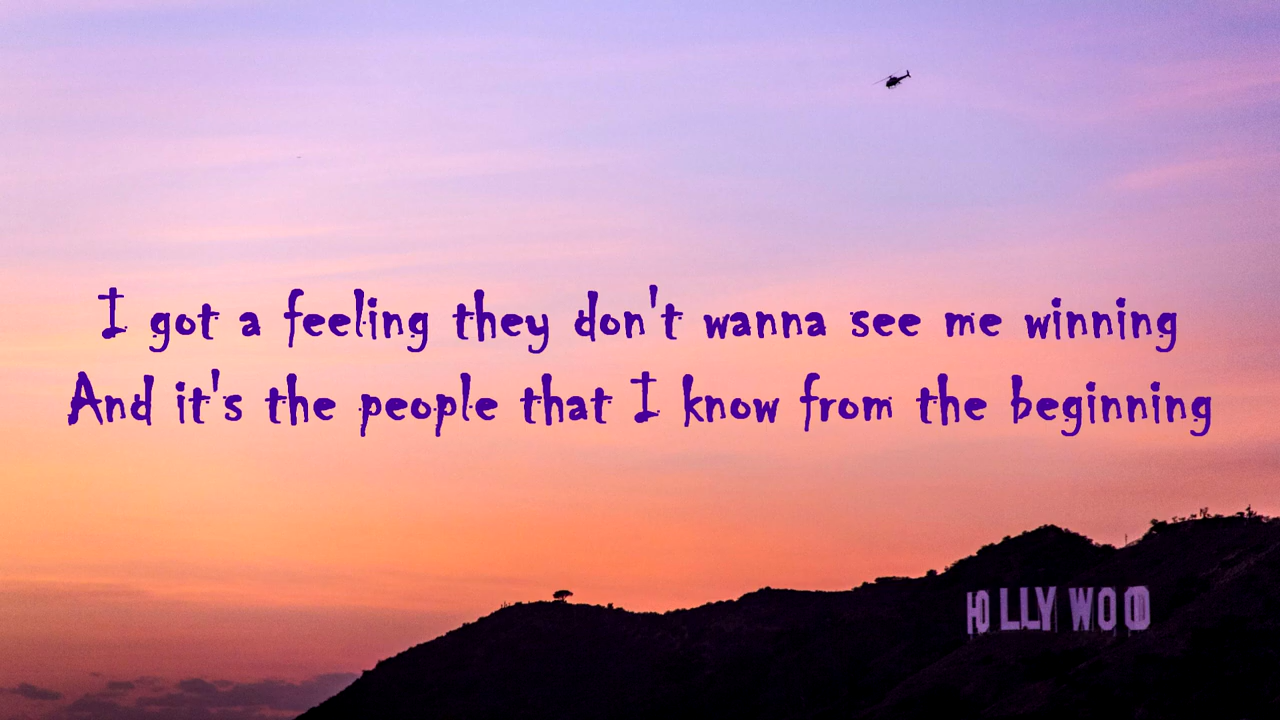 I got a feeling they don't wanna see me winning
And it's the people that I know from the beginning
HOLLYWOOD